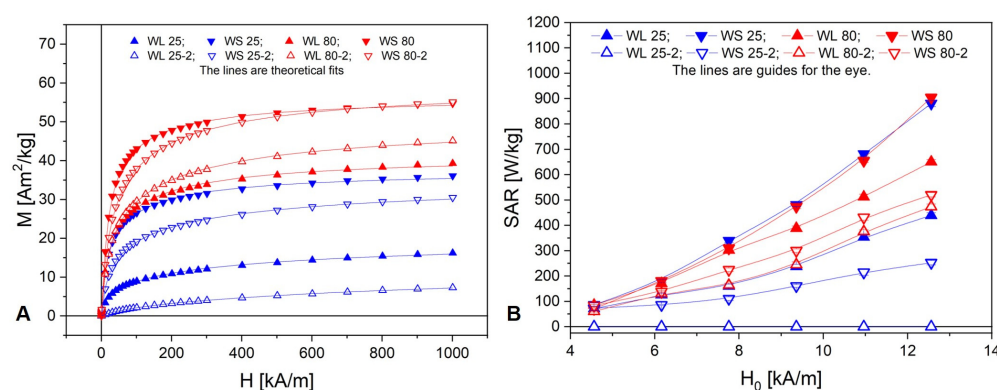 WL 25; WS 25; WL 80; WS 80
WL 25-2; WS 25-2; WL 80-2; WS 80-2
The lines are theoretical fits
70
60
50
40
30
20
10
0
M [Am²/kg]
0 200 400 600 800 1000
H [kA/m]
A
WL 25; WS 25; WL 80; WS 80
WL 25-2; WS 25-2; WL 80-2; WS 80-2
The lines are guides for the eye.
1200
1100
1000
900
800
700
600
500
400
300
200
100
0
SAR [W/kg]
4 6 8 10 12 14
H₀ [kA/m]
B